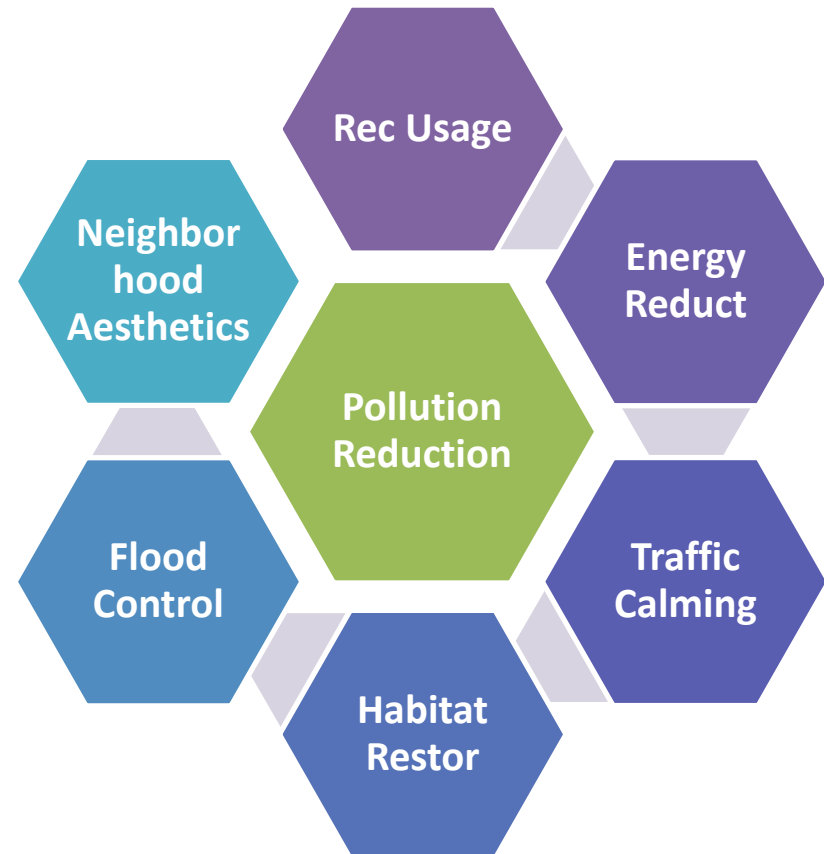 Rec Usage
Energy
Reduct
Traffic
Calming
Habitat
Restor
Flood
Control
Neighbor
hood
Aesthetics
Pollution
Reduction